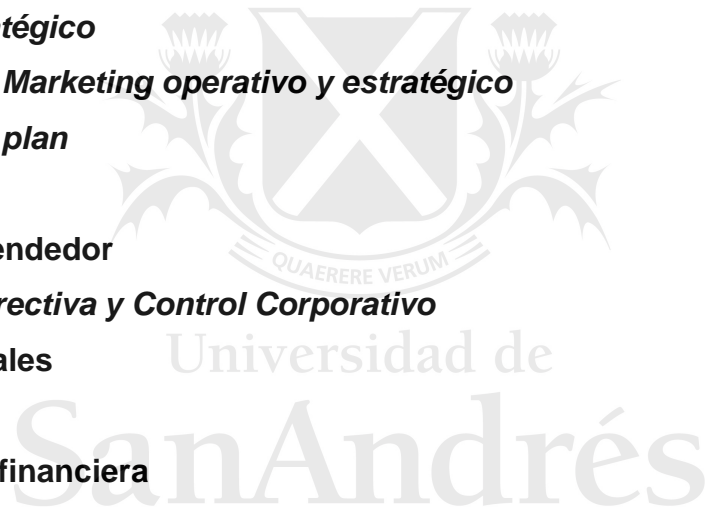 tégico
Marketing operativo y estratégico
plan
endedor
QUAERERE VERUM
rectiva y Control Corporativo
ales
Universidad de
SanAndrés
financiera